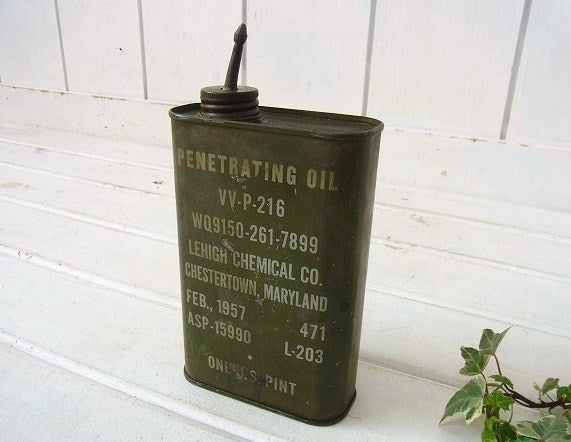 PENETRATING OIL
VV-P-216
WQ9150-261-7899
LEHIGH CHEMICAL CO.
CHESTERTOWN, MARYLAND
FEB., 1957 471
ASP-15990 L-203
ONE U.S. PINT